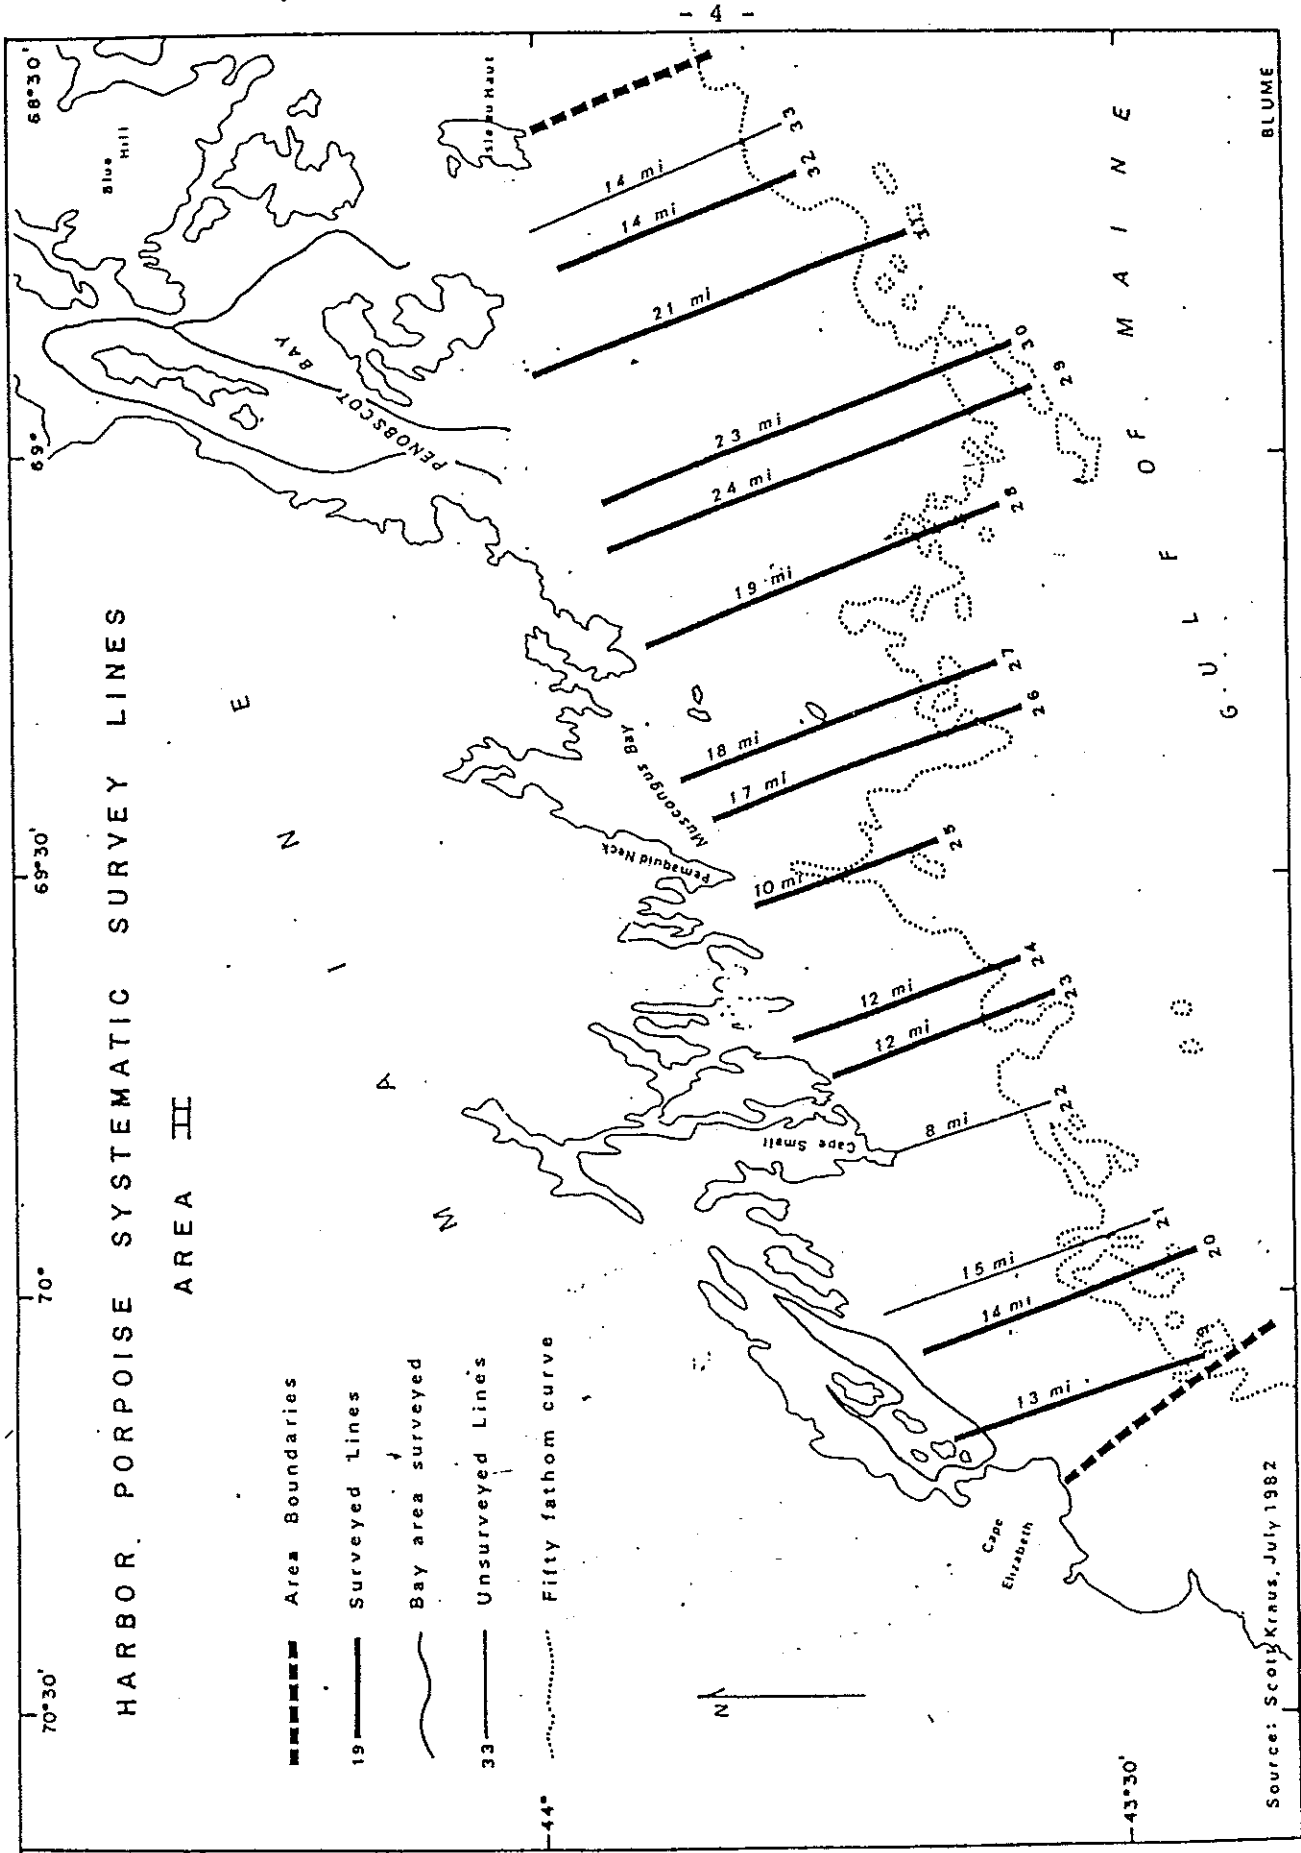 - 4 -
HARBOR PORPOISE SYSTEMATIC SURVEY LINES
AREA II
70°30'
70°
69°30'
69°
68°30'
44°
43°30'
Area Boundaries
19 Surveyed Lines
Bay area surveyed
33 Unsurveyed Lines
Fifty fathom curve
N
MAINE
Blue Hill
PENOBSCOT BAY
Isle au Haut
Muscongus Bay
Pemaquid Neck
Cape Small
Cape Elizabeth
GULF OF MAINE
13 mi 19
14 mi 20
15 mi 21
8 mi 22
12 mi 23
12 mi 24
10 mi 25
17 mi 26
18 mi 27
19 mi 28
24 mi 29
23 mi 30
21 mi 31
14 mi 32
14 mi 33
Source: Scott Kraus, July 1982
BLUME